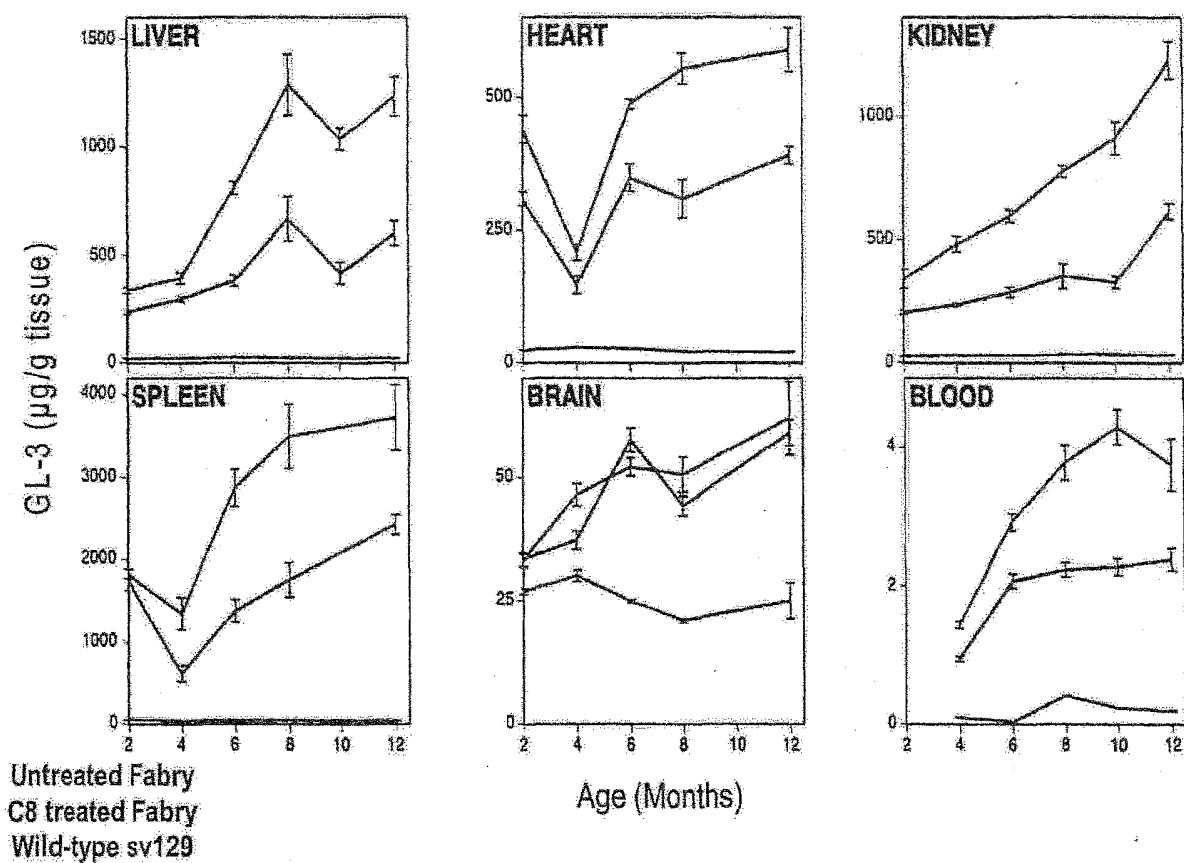 LIVER
HEART
KIDNEY
1500
1000
500
0
500
250
0
1000
500
0
GL-3 (µg/g tissue)
SPLEEN
BRAIN
BLOOD
4000
3000
2000
1000
0
50
25
0
4
2
0
2 4 6 8 10 12
2 4 6 8 10 12
2 4 6 8 10 12
Age (Months)
Untreated Fabry
C8 treated Fabry
Wild-type sv129